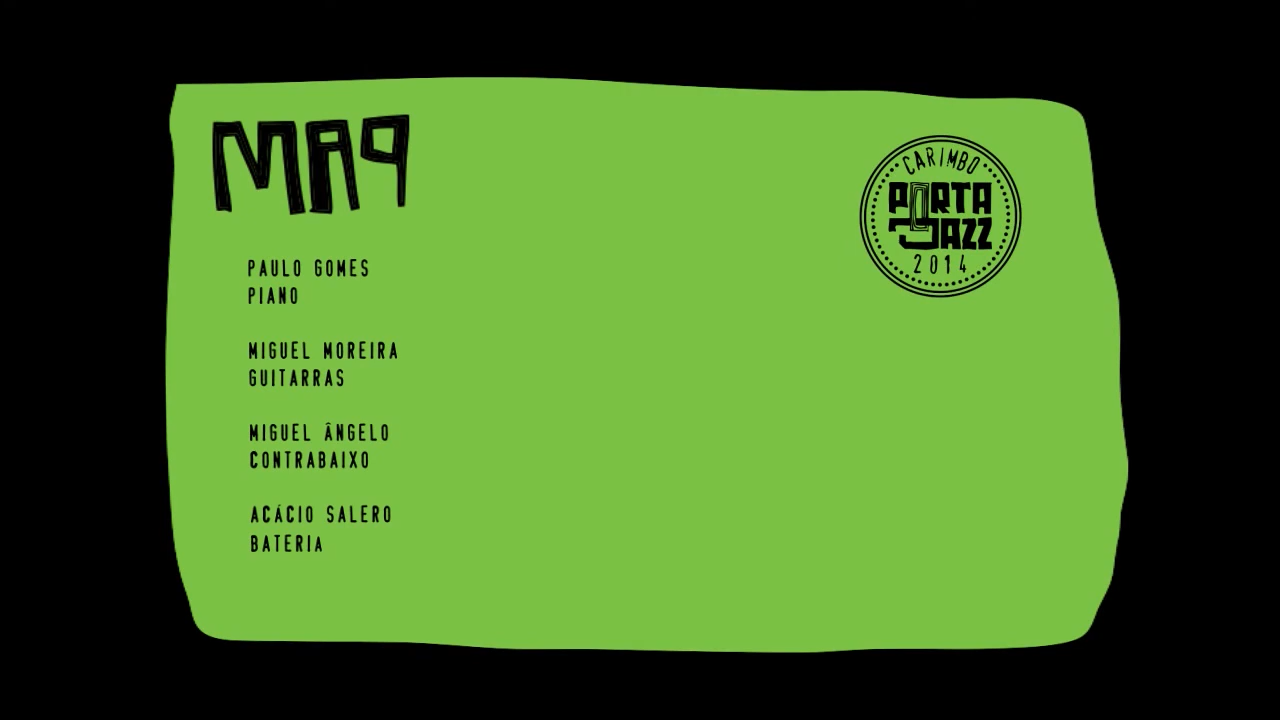 MAP
PAULO GOMES
PIANO
MIGUEL MOREIRA
GUITARRAS
MIGUEL ÂNGELO
CONTRABAIXO
ACÁCIO SALERO
BATERIA
CARIMBO
PORTA
JAZZ
2014